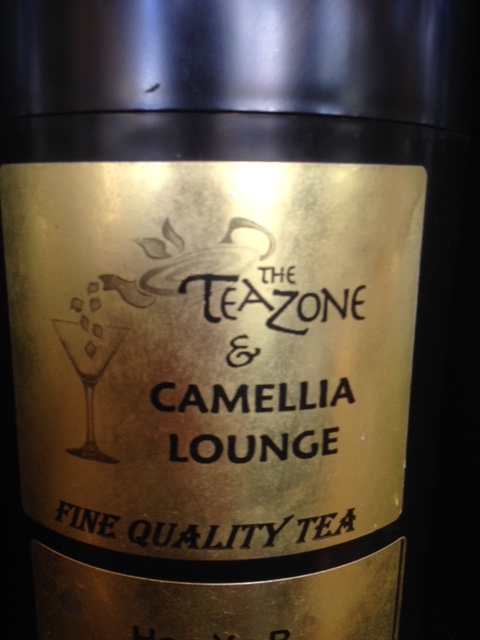 THE
TEAZONE
&
CAMELLIA
LOUNGE
FINE QUALITY TEA